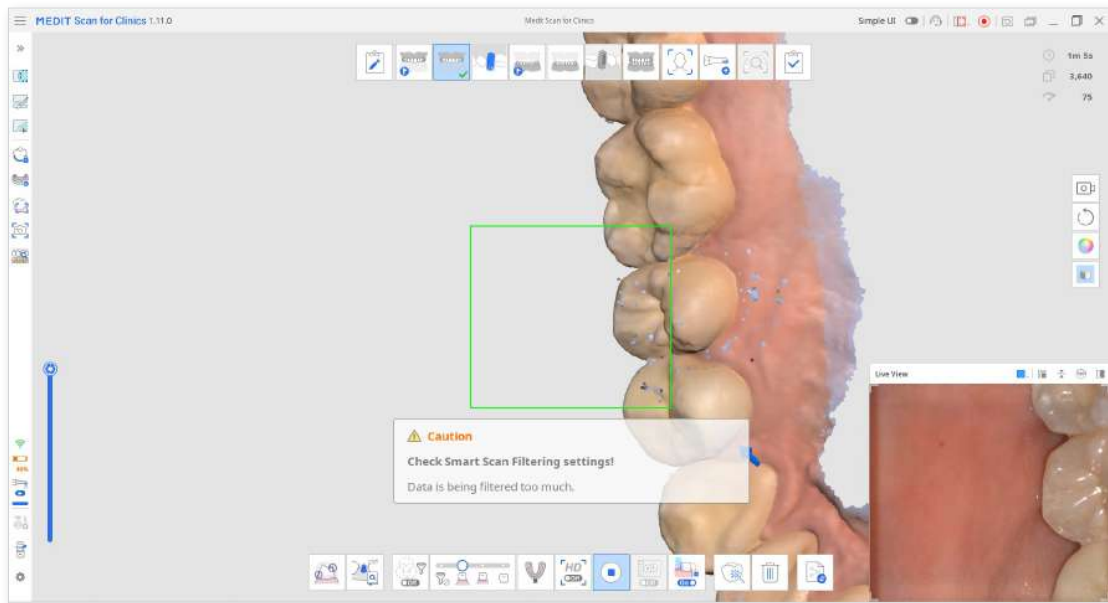 MEDIT Scan for Clinics 1.11.0
Medit Scan for Clinics
Simple UI
1m 5s
3,640
75
Live View
Caution
Check Smart Scan Filtering settings!
Data is being filtered too much.
HD